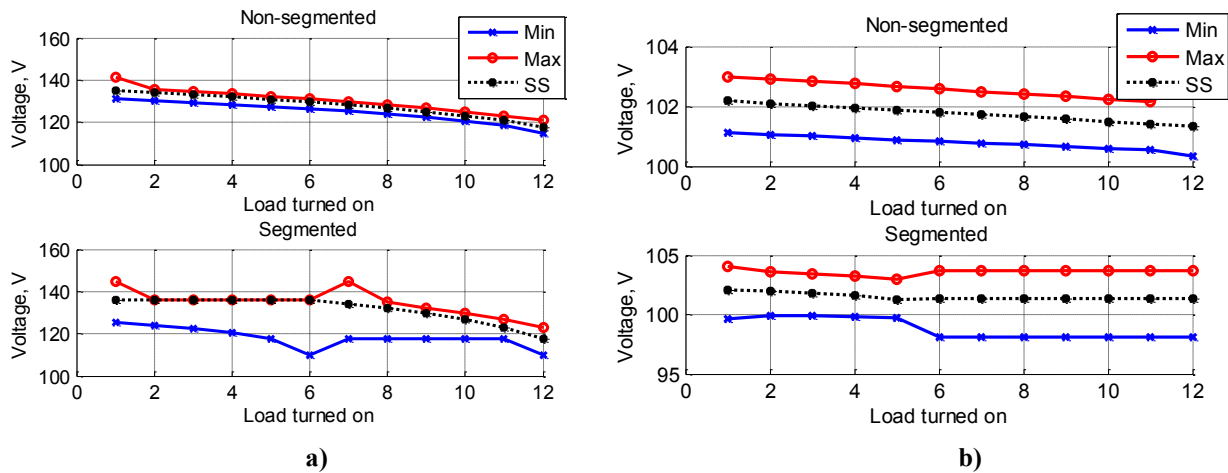 Non-segmented
Min
Max
SS
Voltage, V
160
140
120
100
0 2 4 6 8 10 12
Load turned on
Segmented
Voltage, V
160
140
120
100
0 2 4 6 8 10 12
Load turned on
a)
Non-segmented
Min
Max
SS
Voltage, V
104
102
100
0 2 4 6 8 10 12
Load turned on
Segmented
Voltage, V
105
100
95
0 2 4 6 8 10 12
Load turned on
b)